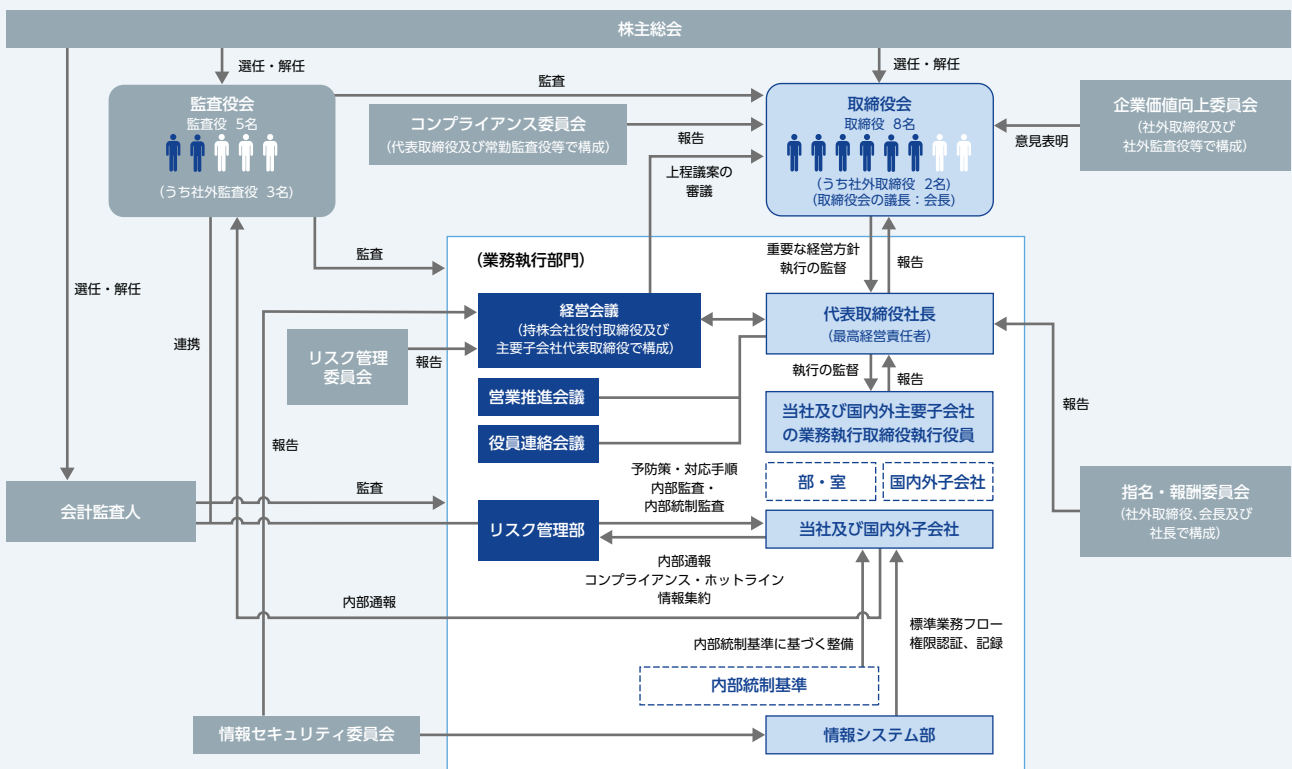 株主総会
選任・解任
選任・解任
監査
監査役会
監査役 5名
(うち社外監査役 3名)
コンプライアンス委員会
(代表取締役及び常勤監査役等で構成)
報告
上程議案の
審議
取締役会
取締役 8名
(うち社外取締役 2名)
(取締役会の議長：会長)
意見表明
企業価値向上委員会
(社外取締役及び
社外監査役等で構成)
監査
(業務執行部門)
重要な経営方針
執行の監督
報告
選任・解任
連携
経営会議
(持株会社役付取締役及び
主要子会社代表取締役で構成)
代表取締役社長
(最高経営責任者)
リスク管理
委員会
報告
執行の監督
報告
営業推進会議
役員連絡会議
当社及び国内外主要子会社
の業務執行取締役執行役員
報告
報告
予防策・対応手順
内部監査・
内部統制監査
部・室
国内外子会社
監査
会計監査人
リスク管理部
当社及び国内外子会社
指名・報酬委員会
(社外取締役、会長及び
社長で構成)
内部通報
コンプライアンス・ホットライン
情報集約
内部通報
標準業務フロー
権限認証、記録
内部統制基準に基づく整備
内部統制基準
情報セキュリティ委員会
情報システム部